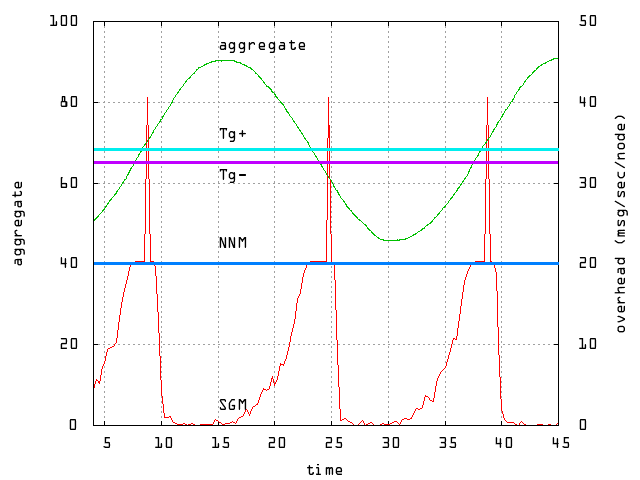 100
80
60
40
20
0
aggregate
50
40
30
20
10
0
overhead (msg/sec/node)
aggregate
Tg+
Tg-
NNM
SGM
5 10 15 20 25 30 35 40 45
time